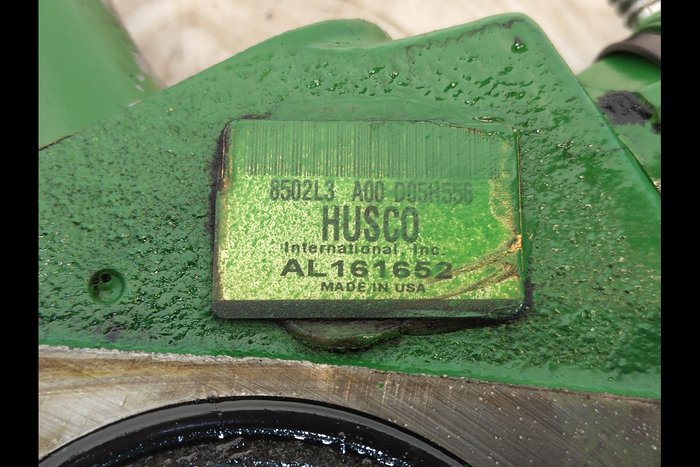 8502L3 A00 D05H556
HUSCO
International, Inc.
AL161652
MADE IN USA